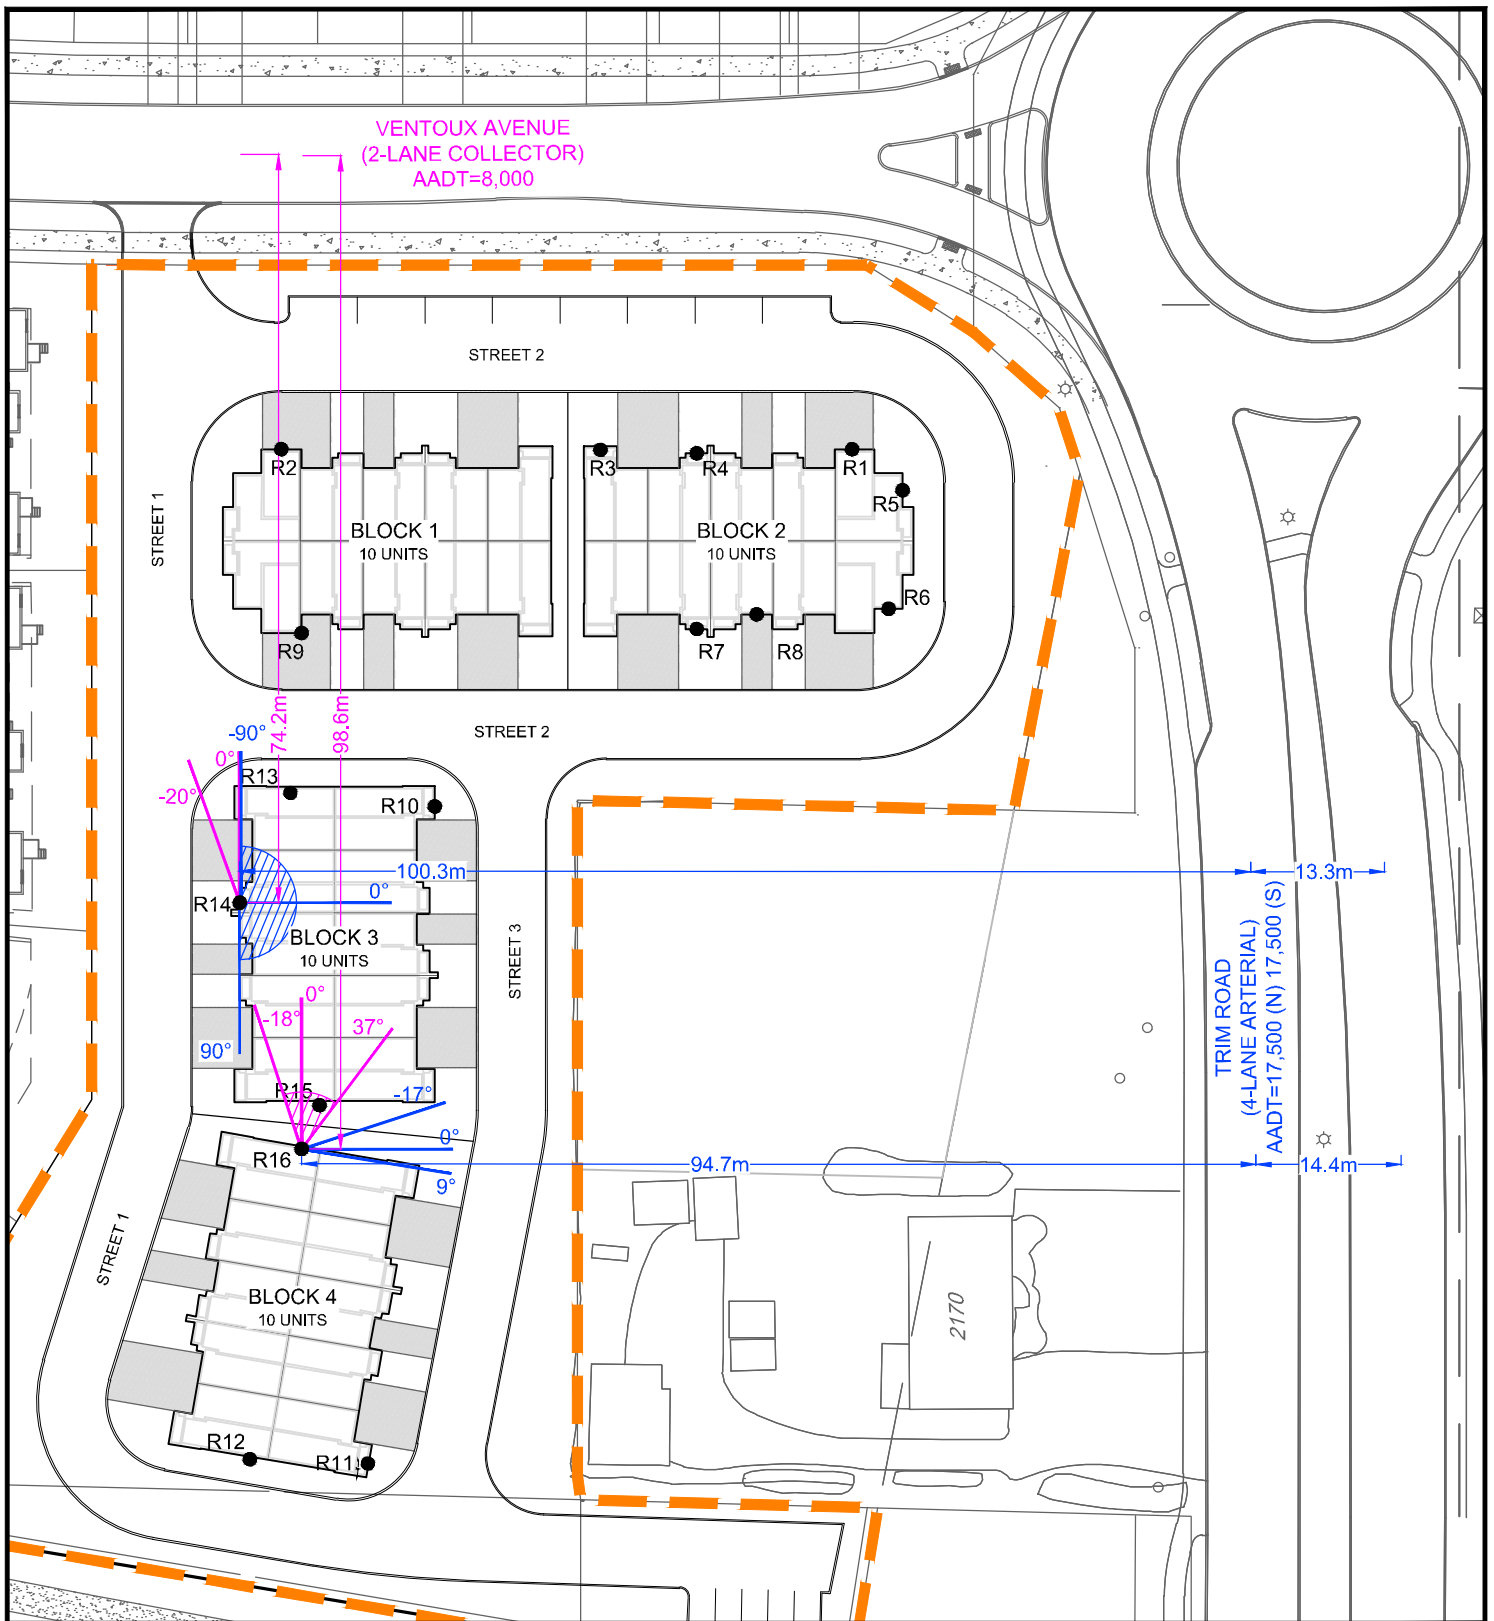 VENTOUX AVENUE
(2-LANE COLLECTOR)
AADT=8,000
STREET 2
R2
R3
R4
R1
R5
STREET 1
BLOCK 1
10 UNITS
BLOCK 2
10 UNITS
R6
R9
R7
R8
74.2m
98.6m
STREET 2
-90°
0°
-20°
R13
R10
100.3m
13.3m
0°
R14
BLOCK 3
10 UNITS
STREET 3
TRIM ROAD
(4-LANE ARTERIAL)
AADT=17,500 (N) 17,500 (S)
0°
-18°
37°
90°
R15
-17°
0°
R16
9°
94.7m
14.4m
STREET 1
BLOCK 4
10 UNITS
2170
R12
R11